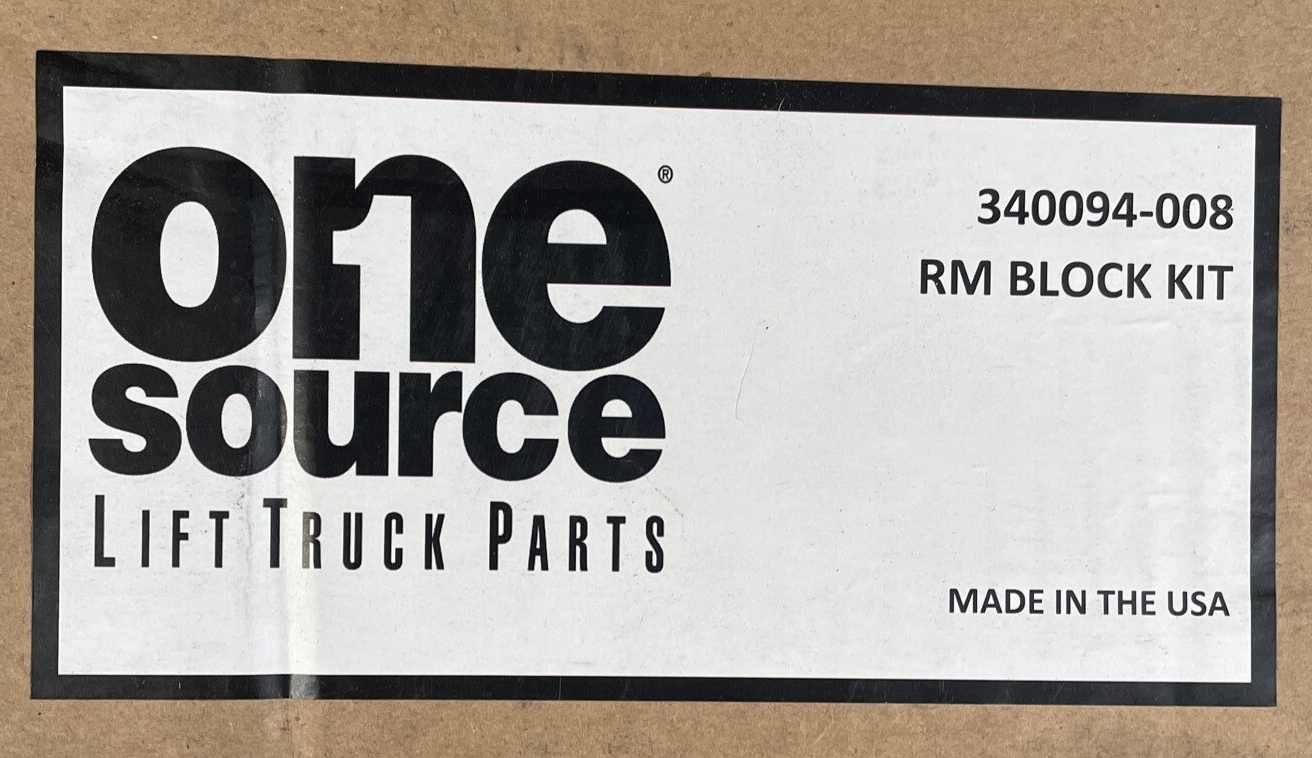 one®
source
LIFT TRUCK PARTS
340094-008
RM BLOCK KIT
MADE IN THE USA